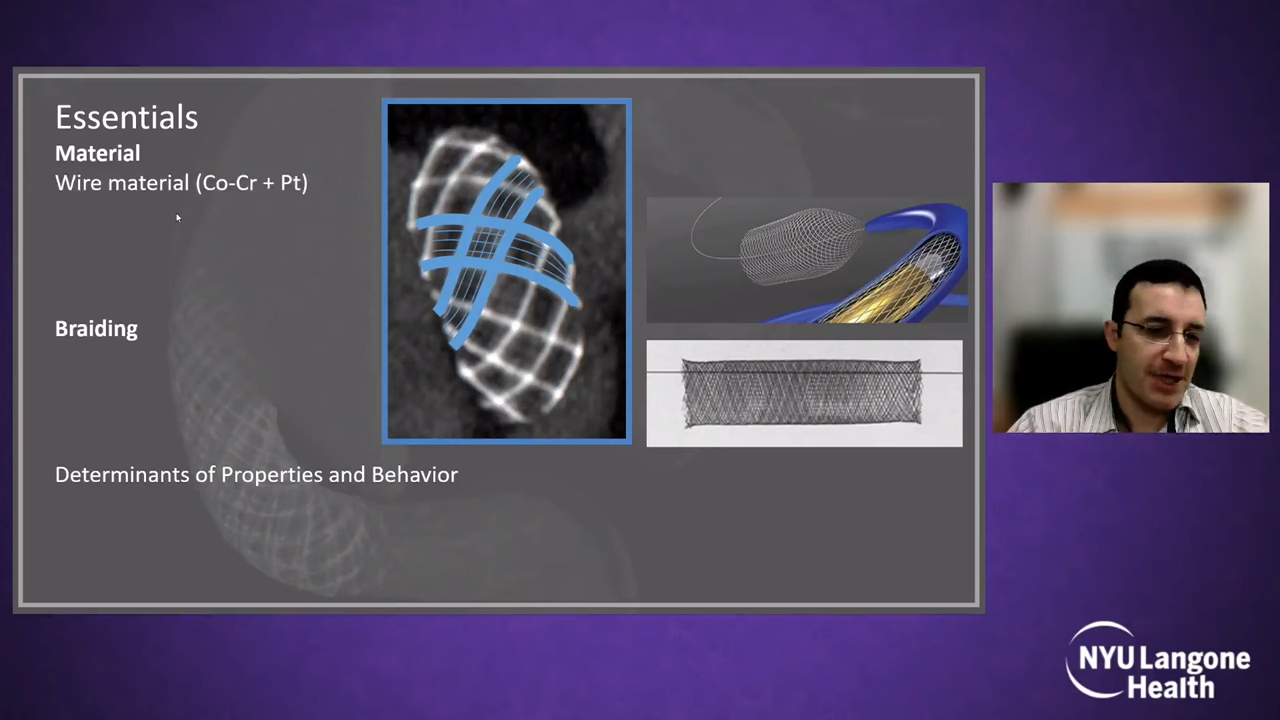 Essentials
Material
Wire material (Co-Cr + Pt)
Braiding
Determinants of Properties and Behavior
NYU Langone
Health